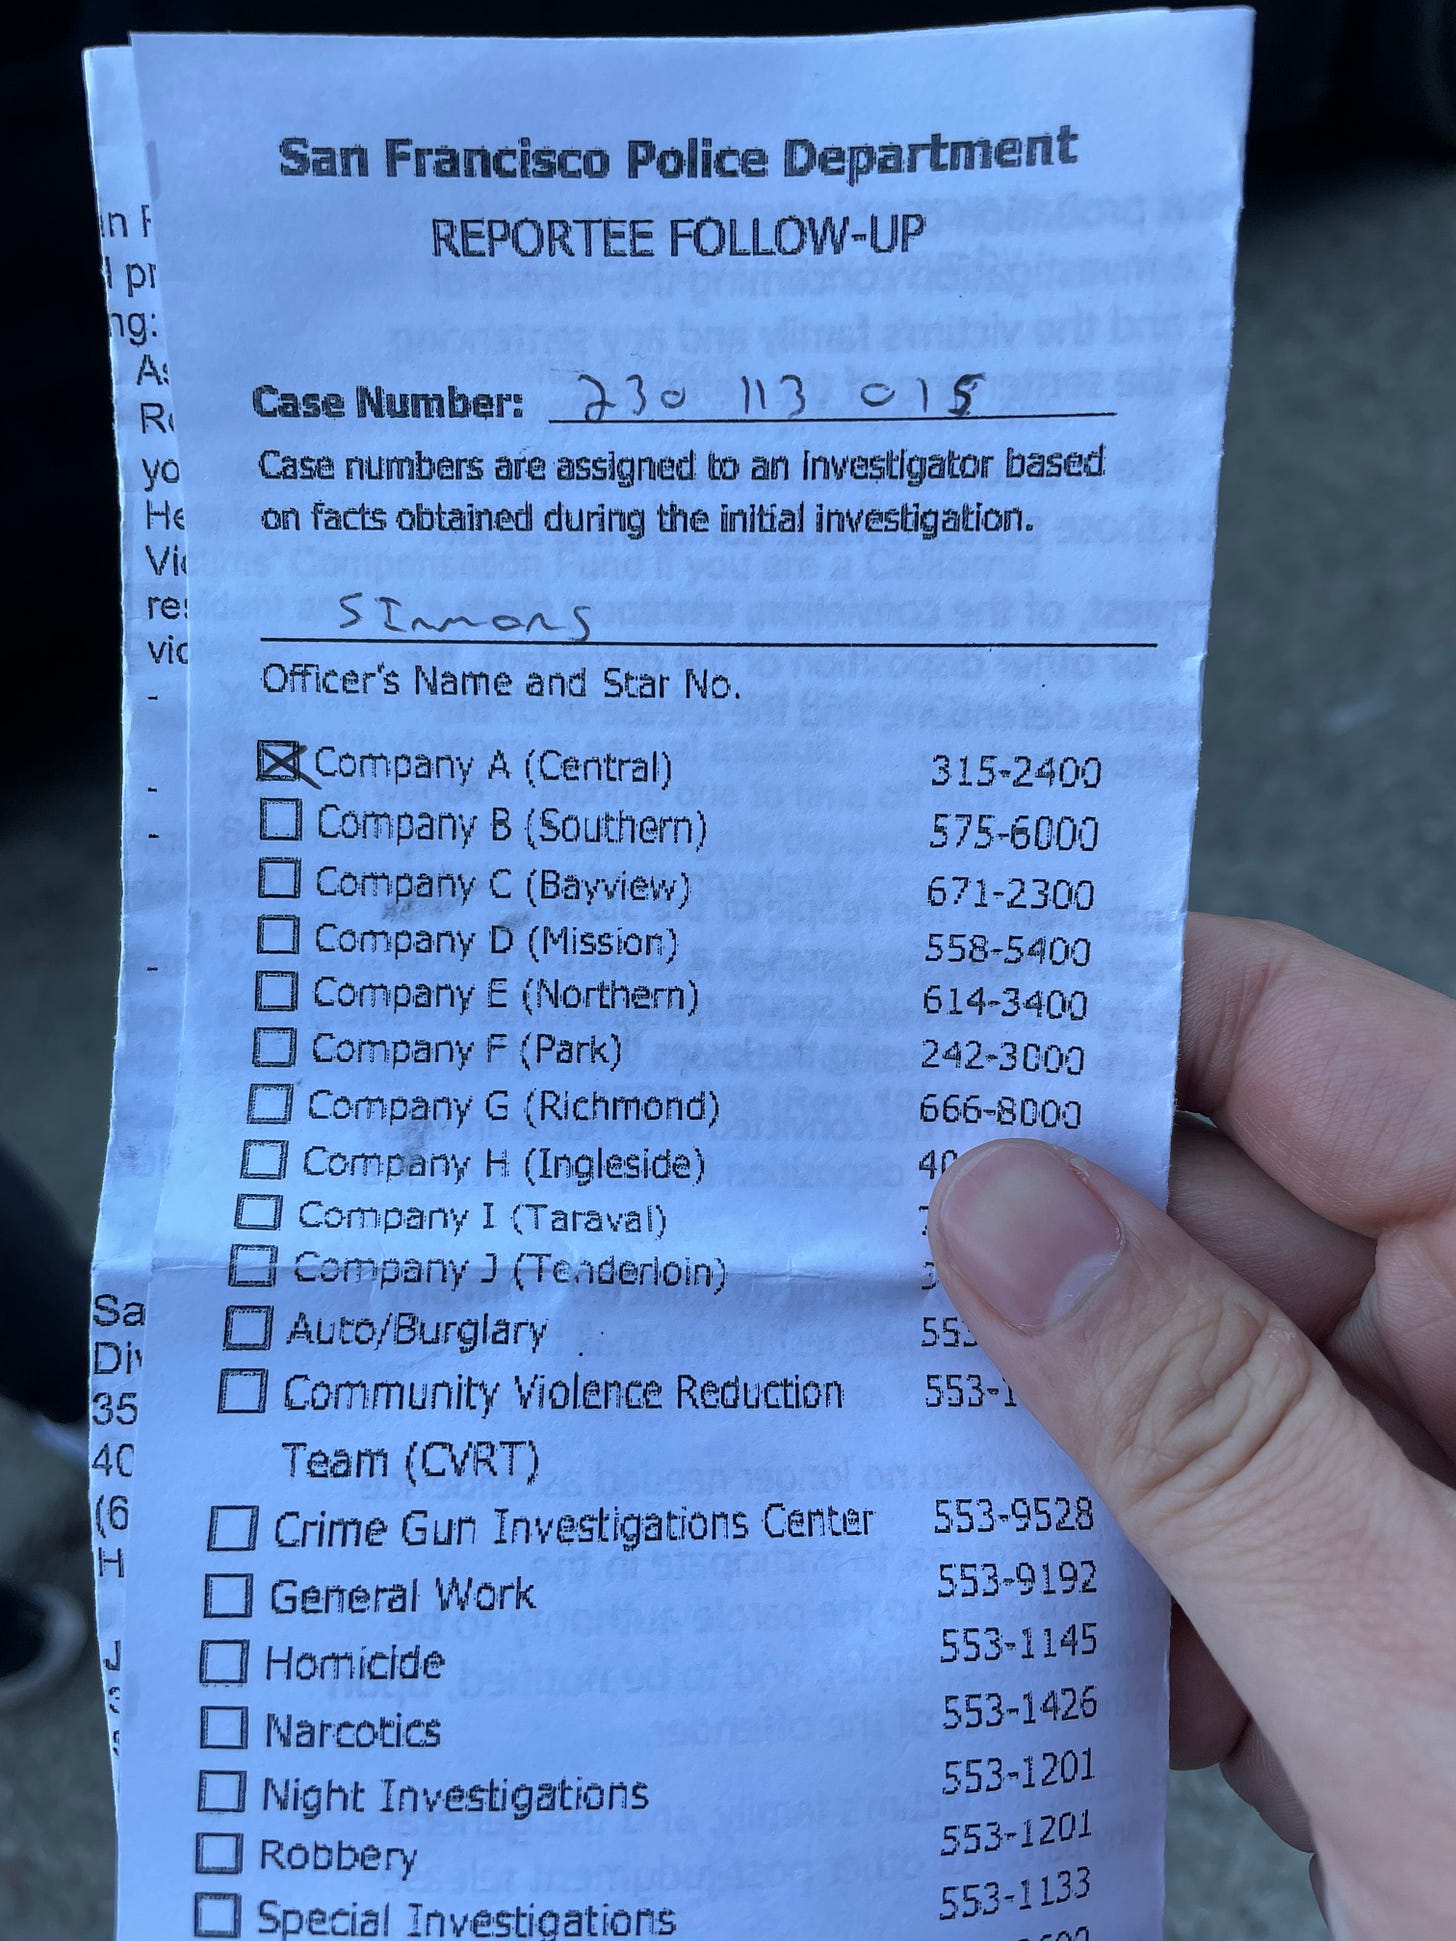 San Francisco Police Department
REPORTEE FOLLOW-UP
Case Number: 230 113 015
Case numbers are assigned to an investigator based
on facts obtained during the initial investigation.
SImmons
Officer's Name and Star No.
Company A (Central) 315-2400
Company B (Southern) 575-6000
Company C (Bayview) 671-2300
Company D (Mission) 558-5400
Company E (Northern) 614-3400
Company F (Park) 242-3000
Company G (Richmond) 666-8000
Company H (Ingleside) 40
Company I (Taraval)
Company J (Tenderloin) 3
Auto/Burglary 553
Community Violence Reduction 553-1
Team (CVRT)
Crime Gun Investigations Center 553-9528
General Work 553-9192
Homicide 553-1145
Narcotics 553-1426
Night Investigations 553-1201
Robbery 553-1201
Special Investigations 553-1133